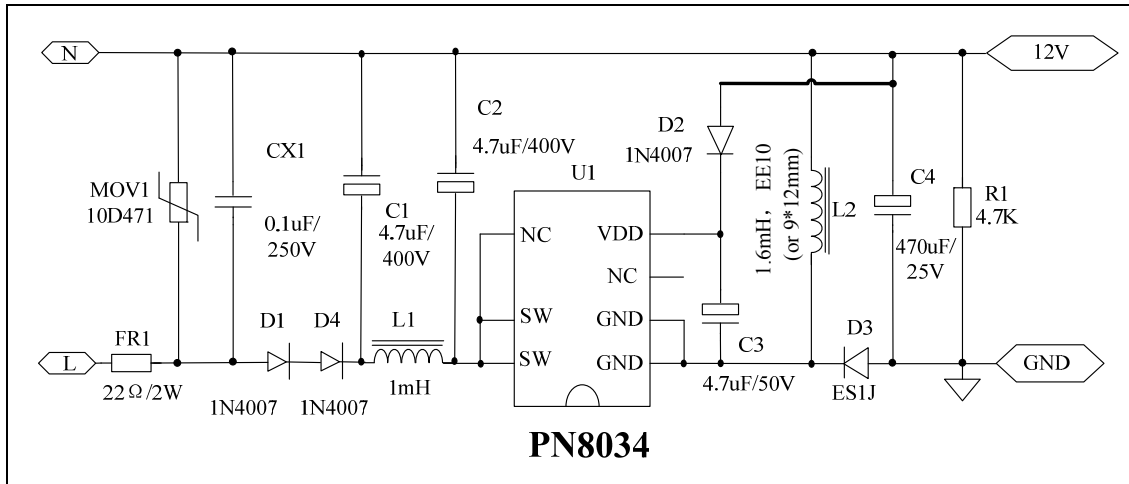 N
12V
C2
4.7uF/400V
D2
1N4007
CX1
U1
MOV1
10D471
0.1uF/
250V
C1
4.7uF/
400V
NC
VDD
NC
SW
GND
SW
GND
1.6mH， EE10
(or 9*12mm)
L2
C4
470uF/
25V
R1
4.7K
FR1
D1
D4
L1
D3
C3
L
GND
22Ω/2W
1mH
4.7uF/50V
ES1J
1N4007
1N4007
PN8034